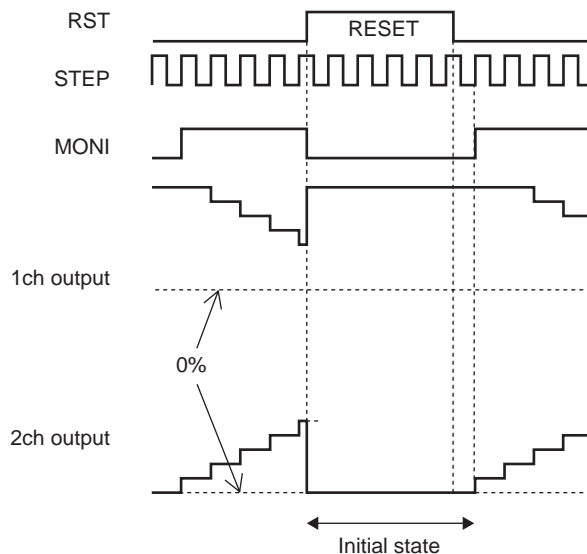 RST
RESET
STEP
MONI
1ch output
0%
2ch output
Initial state